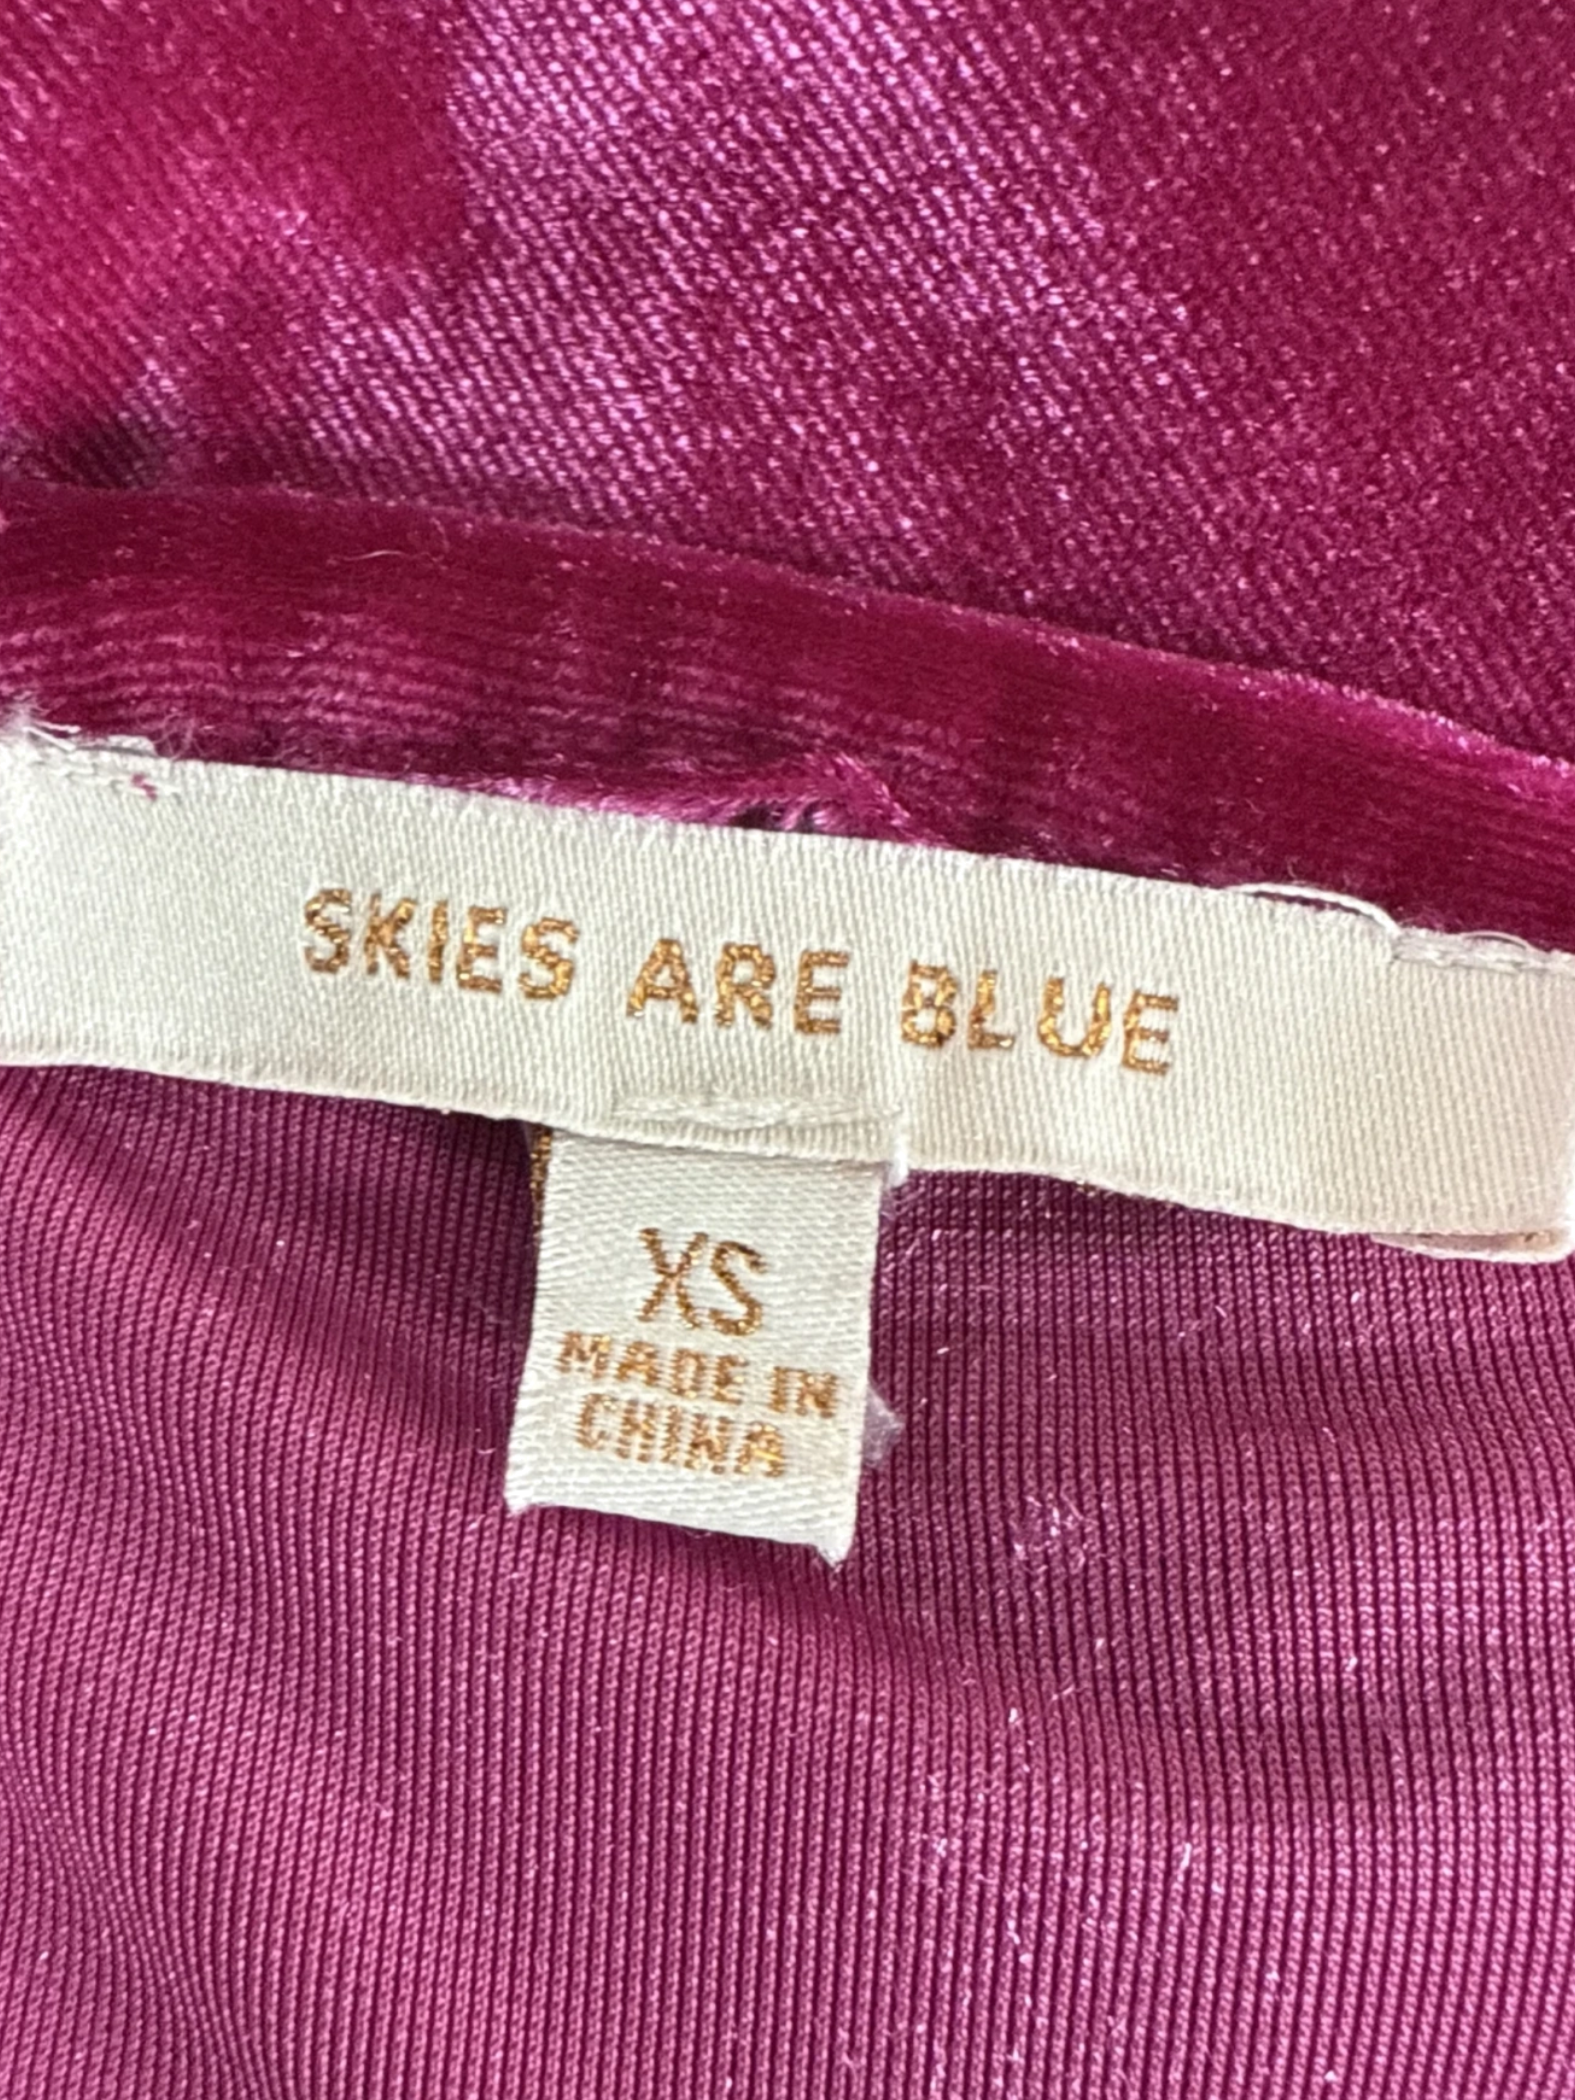 SKIES ARE BLUE
XS
MADE IN
CHINA